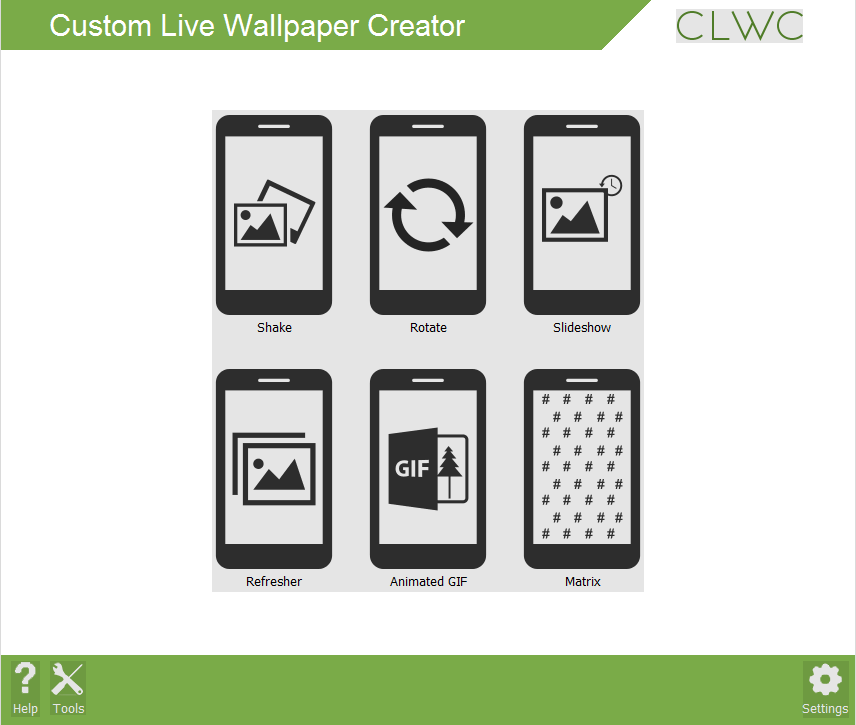 Custom Live Wallpaper Creator
CLWC
Shake
Rotate
Slideshow
GIF
# # # #
# # # #
# # # #
# # # #
# # # #
# # # #
# # # #
# # # #
# # # #
Refresher
Animated GIF
Matrix
? Help
Tools
Settings